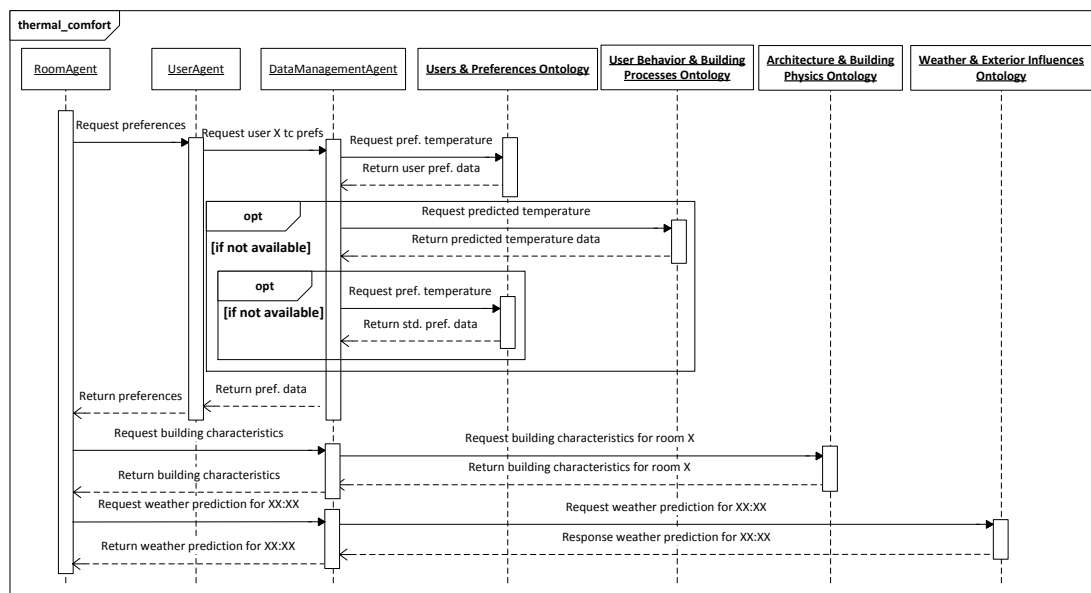 thermal_comfort
RoomAgent
UserAgent
DataManagementAgent
Users & Preferences Ontology
User Behavior & Building
Processes Ontology
Architecture & Building
Physics Ontology
Weather & Exterior Influences
Ontology
Request preferences
Request user X tc prefs
Request pref. temperature
Return user pref. data
opt
[if not available]
Request predicted temperature
Return predicted temperature data
opt
[if not available]
Request pref. temperature
Return std. pref. data
Return pref. data
Return preferences
Request building characteristics
Request building characteristics for room X
Return building characteristics for room X
Return building characteristics
Request weather prediction for XX:XX
Request weather prediction for XX:XX
Response weather prediction for XX:XX
Return weather prediction for XX:XX